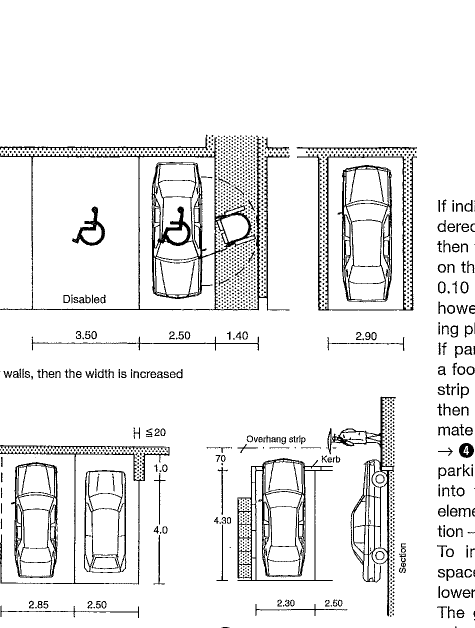 Disabled
3.50
2.50
1.40
2.90
walls, then the width is increased
≦20
1.0
4.0
2.85
2.50
Overhang strip
Kerb
70
4.30
2.30
2.50
Section
If indi
dered
then
on th
0.10
howe
ing pl
If par
a foo
strip
then
mate
→ 4
parki
into
eleme
tion –
To in
space
lower
The g